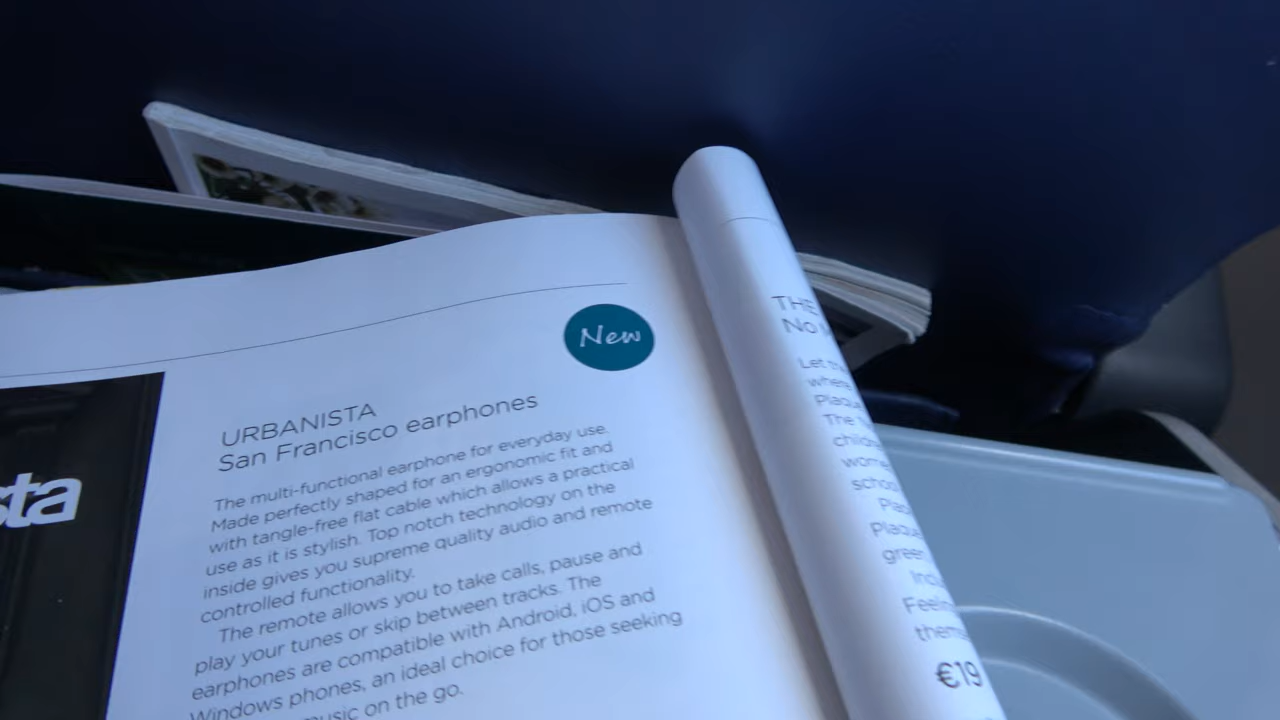 New
URBANISTA
San Francisco earphones
The multi-functional earphone for everyday use.
Made perfectly shaped for an ergonomic fit and
with tangle-free flat cable which allows a practical
use as it is stylish. Top notch technology on the
inside gives you supreme quality audio and remote
controlled functionality.
The remote allows you to take calls, pause and
play your tunes or skip between tracks. The
earphones are compatible with Android, iOS and
Windows phones, an ideal choice for those seeking
on the go.
sta
THE
No
Let
where
The
green
€19